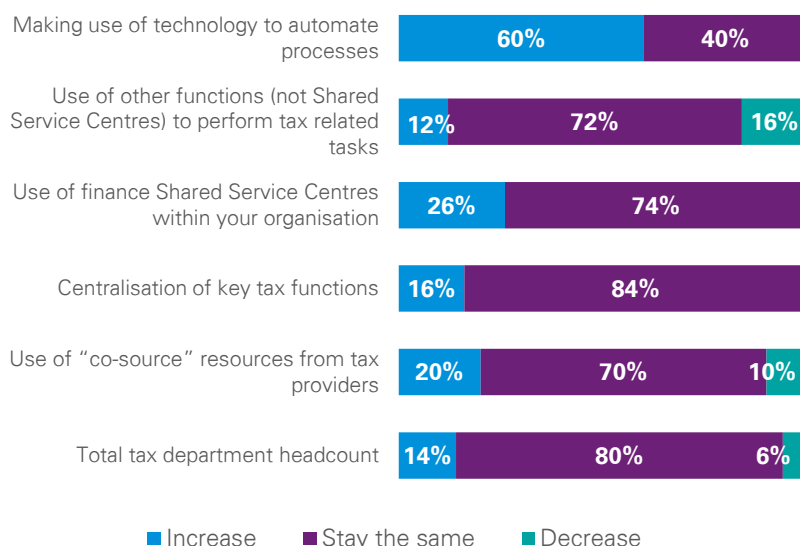 Making use of technology to automate
processes
60% 40%
Use of other functions (not Shared
Service Centres) to perform tax related
tasks
12% 72% 16%
Use of finance Shared Service Centres
within your organisation
26% 74%
Centralisation of key tax functions
16% 84%
Use of “co-source” resources from tax
providers
20% 70% 10%
Total tax department headcount
14% 80% 6%
Increase Stay the same Decrease